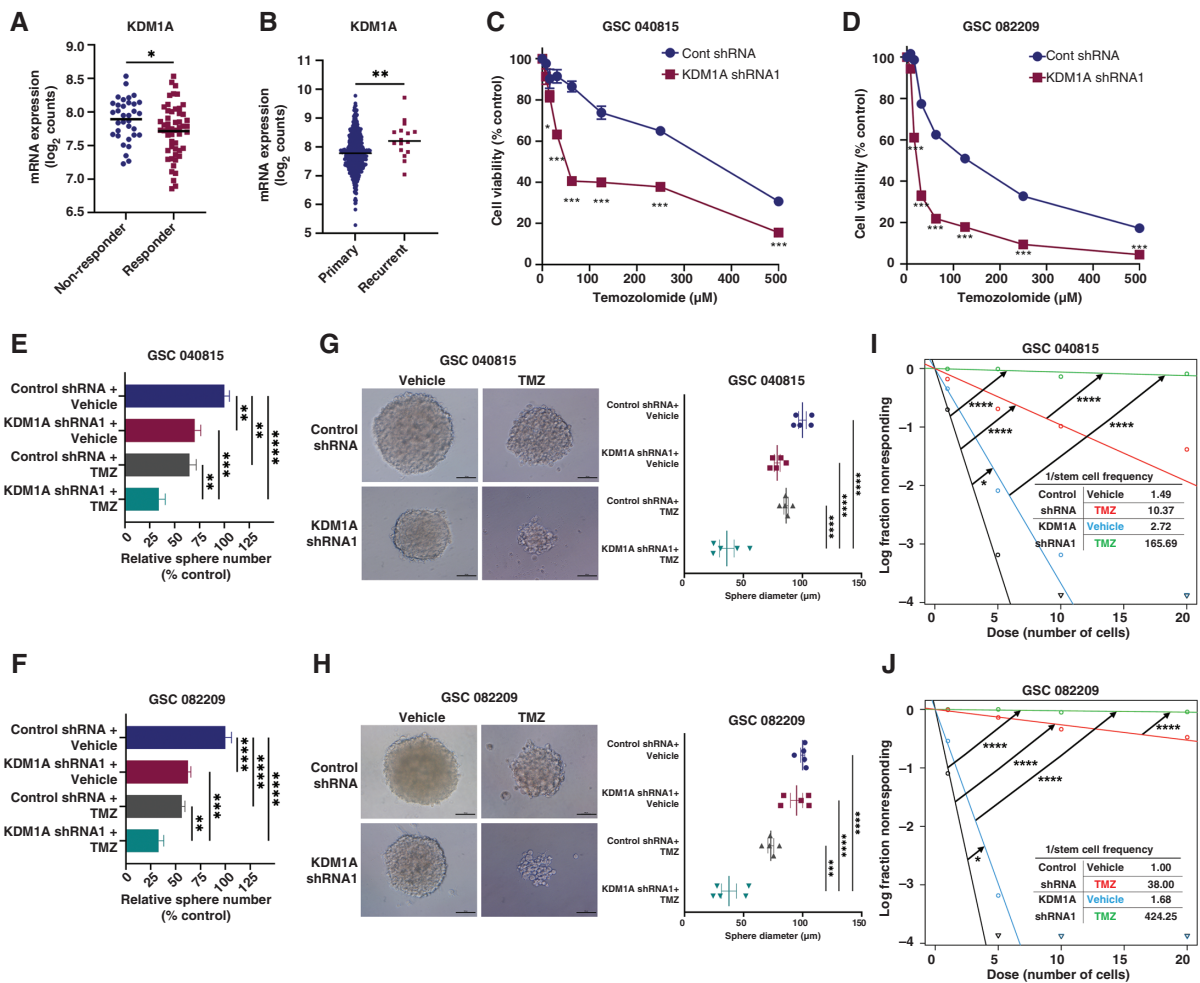 A
KDM1A
mRNA expression
(log2 counts)
9.0
8.5
8.0
7.5
7.0
6.5
*
Non-responder
Responder
B
KDM1A
mRNA expression
(log2 counts)
11
10
9
8
7
6
5
**
Primary
Recurrent
C
GSC 040815
Cont shRNA
KDM1A shRNA1
Cell viability (% control)
100
80
60
40
20
0
*
***
***
***
***
***
0 100 200 300 400 500
Temozolomide (µM)
D
GSC 082209
Cont shRNA
KDM1A shRNA1
Cell viability (% control)
100
80
60
40
20
0
***
***
***
***
***
***
0 100 200 300 400 500
Temozolomide (µM)
E
GSC 040815
Control shRNA +
Vehicle
KDM1A shRNA1 +
Vehicle
Control shRNA +
TMZ
KDM1A shRNA1 +
TMZ
**
***
**
**
****
0 25 50 75 100 125
Relative sphere number
(% control)
G
GSC 040815
Vehicle TMZ
Control
shRNA
KDM1A
shRNA1
GSC 040815
Control shRNA+
Vehicle
KDM1A shRNA1+
Vehicle
Control shRNA+
TMZ
KDM1A shRNA1+
TMZ
****
****
****
0 50 100 150
Sphere diameter (µm)
I
GSC 040815
Log fraction nonresponding
0
−1
−2
−3
−4
****
****
****
****
*
1/stem cell frequency
Control Vehicle 1.49
shRNA TMZ 10.37
KDM1A Vehicle 2.72
shRNA1 TMZ 165.69
0 5 10 15 20
Dose (number of cells)
F
GSC 082209
Control shRNA +
Vehicle
KDM1A shRNA1 +
Vehicle
Control shRNA +
TMZ
KDM1A shRNA1 +
TMZ
**
***
****
****
****
0 25 50 75 100 125
Relative sphere number
(% control)
H
GSC 082209
Vehicle TMZ
Control
shRNA
KDM1A
shRNA1
GSC 082209
Control shRNA+
Vehicle
KDM1A shRNA1+
Vehicle
Control shRNA+
TMZ
KDM1A shRNA1+
TMZ
***
****
****
0 50 100 150
Sphere diameter (µm)
J
GSC 082209
Log fraction nonresponding
0
−1
−2
−3
−4
****
****
****
****
*
1/stem cell frequency
Control Vehicle 1.00
shRNA TMZ 38.00
KDM1A Vehicle 1.68
shRNA1 TMZ 424.25
0 5 10 15 20
Dose (number of cells)